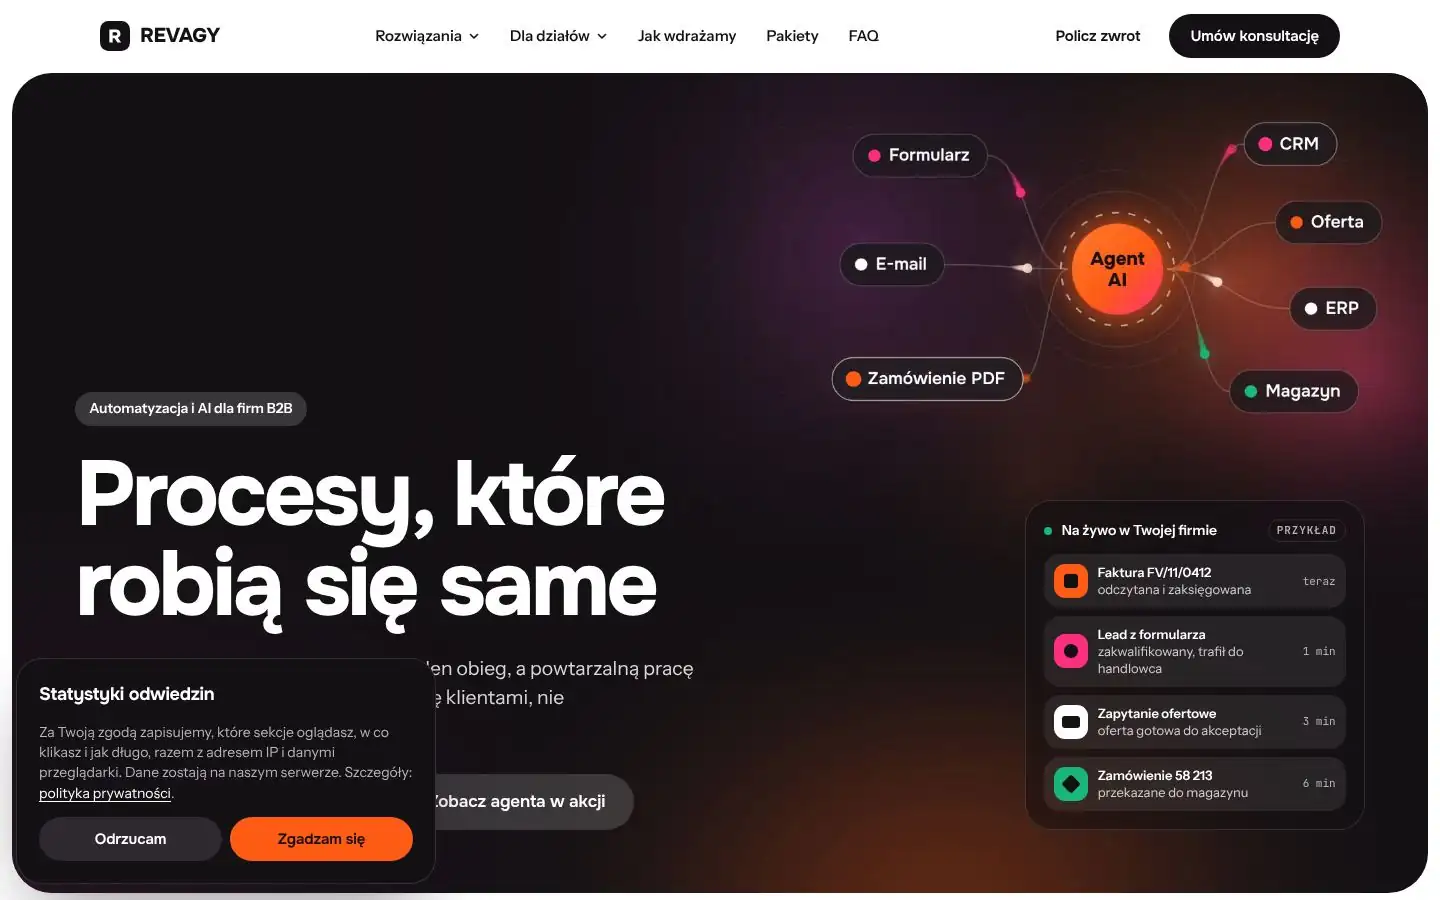 R REVAGY
Rozwiązania
Dla działów
Jak wdrażamy
Pakiety
FAQ
Policz zwrot
Umów konsultację
Formularz
E-mail
Zamówienie PDF
Agent
AI
CRM
Oferta
ERP
Magazyn
Automatyzacja i AI dla firm B2B
Procesy, które
robią się same
en obieg, a powtarzalną pracę
klientami, nie
Zobacz agenta w akcji
Na żywo w Twojej firmie
PRZYKŁAD
Faktura FV/11/0412
odczytana i zaksięgowana
teraz
Lead z formularza
zakwalifikowany, trafił do
handlowca
1 min
Zapytanie ofertowe
oferta gotowa do akceptacji
3 min
Zamówienie 58 213
przekazane do magazynu
6 min
Statystyki odwiedzin
Za Twoją zgodą zapisujemy, które sekcje oglądasz, w co
klikasz i jak długo, razem z adresem IP i danymi
przeglądarki. Dane zostają na naszym serwerze. Szczegóły:
polityka prywatności.
Odrzucam
Zgadzam się